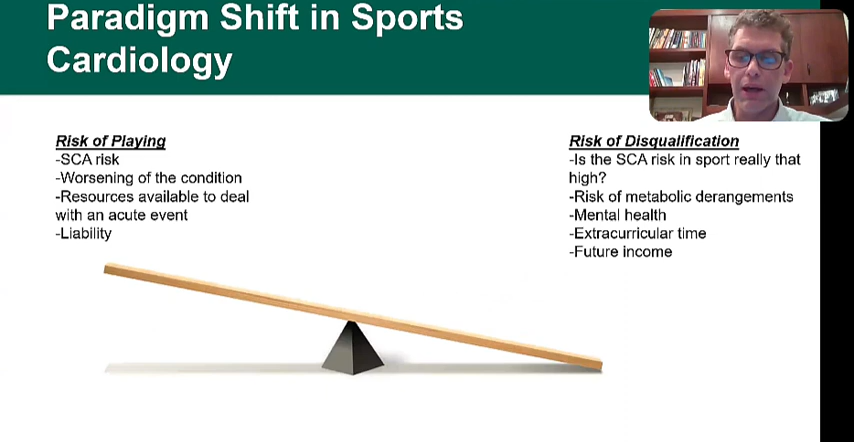 Paradigm Shift in Sports
Cardiology
Risk of Playing
-SCA risk
-Worsening of the condition
-Resources available to deal
with an acute event
-Liability
Risk of Disqualification
-Is the SCA risk in sport really that
high?
-Risk of metabolic derangements
-Mental health
-Extracurricular time
-Future income